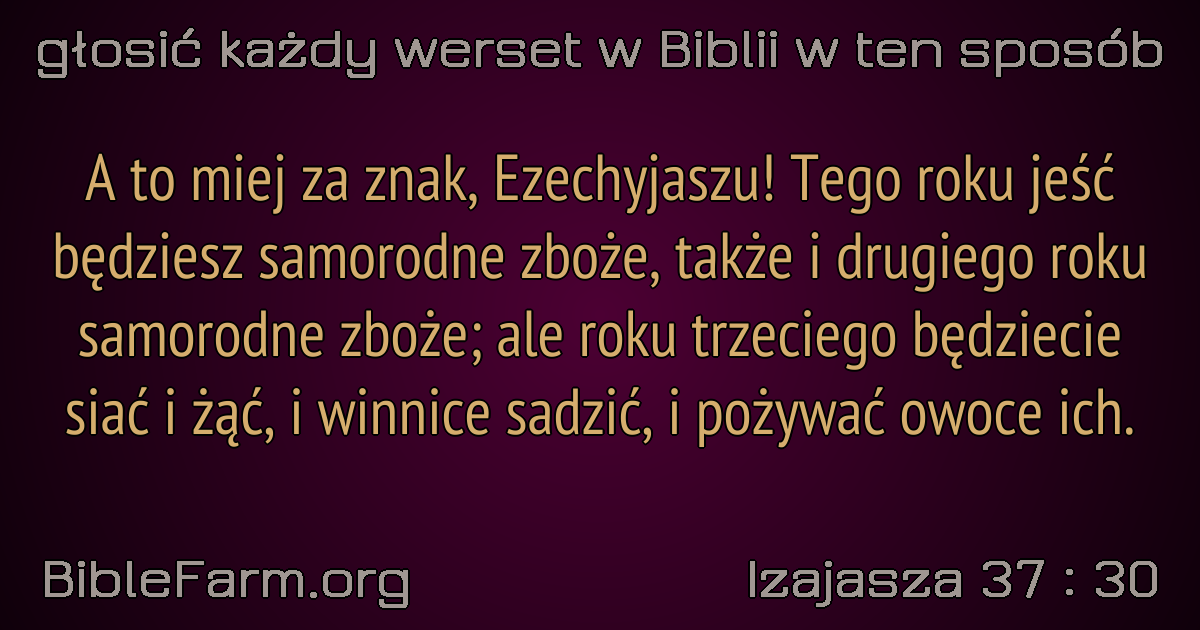 głosić każdy werset w Biblii w ten sposób
A to miej za znak, Ezechyjaszu! Tego roku jeść
będziesz samorodne zboże, także i drugiego roku
samorodne zboże; ale roku trzeciego będziecie
siać i żąć, i winnice sadzić, i pożywać owoce ich.
BibleFarm.org
Izajasza 37 : 30